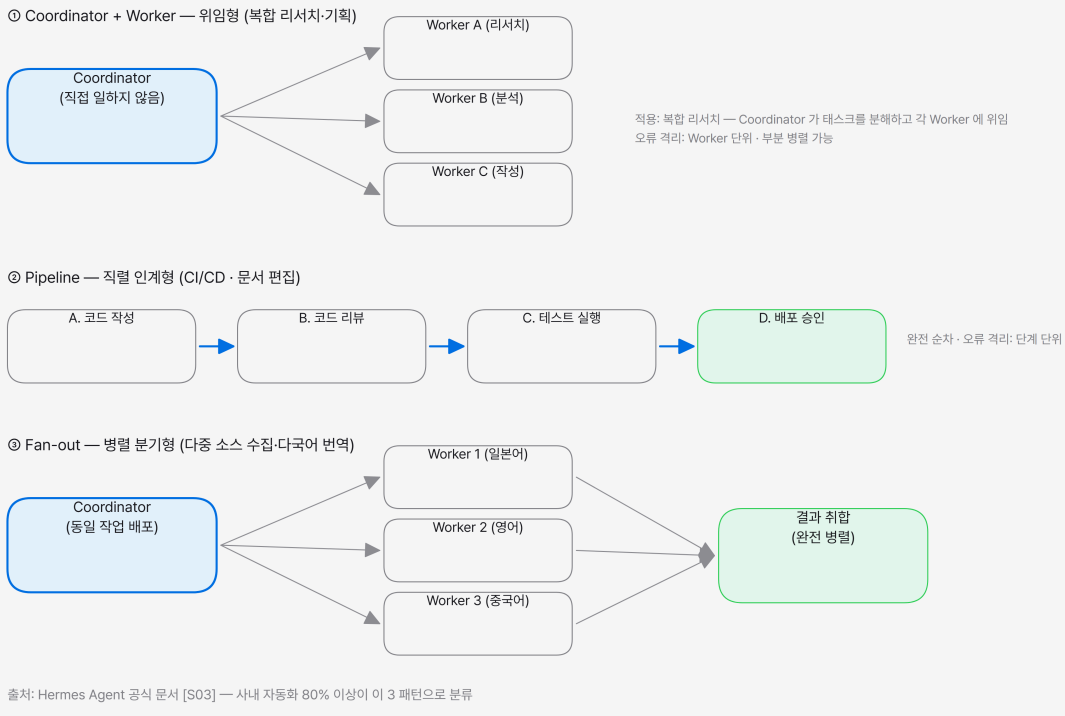 ① Coordinator + Worker — 위임형 (복합 리서치·기획)
Worker A (리서치)
Coordinator
(직접 일하지 않음)
Worker B (분석)
적용: 복합 리서치 — Coordinator 가 태스크를 분해하고 각 Worker 에 위임
오류 격리: Worker 단위 · 부분 병렬 가능
Worker C (작성)
② Pipeline — 직렬 인계형 (CI/CD · 문서 편집)
A. 코드 작성
B. 코드 리뷰
C. 테스트 실행
D. 배포 승인
완전 순차 · 오류 격리: 단계 단위
③ Fan-out — 병렬 분기형 (다중 소스 수집·다국어 번역)
Worker 1 (일본어)
Coordinator
(동일 작업 배포)
Worker 2 (영어)
결과 취합
(완전 병렬)
Worker 3 (중국어)
출처: Hermes Agent 공식 문서 [S03] — 사내 자동화 80% 이상이 이 3 패턴으로 분류